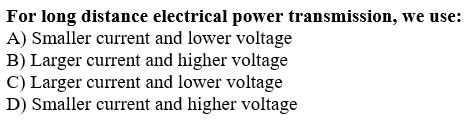 For long distance electrical power transmission, we use:
A) Smaller current and lower voltage
B) Larger current and higher voltage
C) Larger current and lower voltage
D) Smaller current and higher voltage